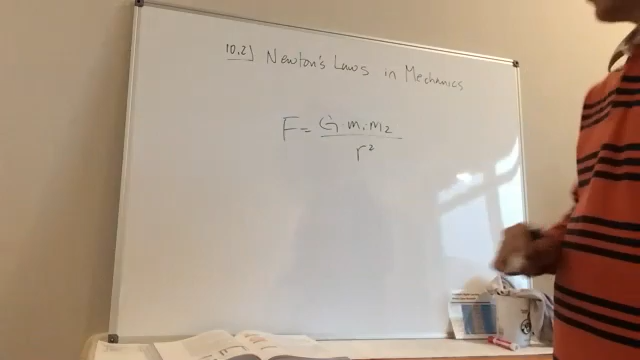 10.2] Newton's Laws in Mechanics
F = G m₁ m₂
r²